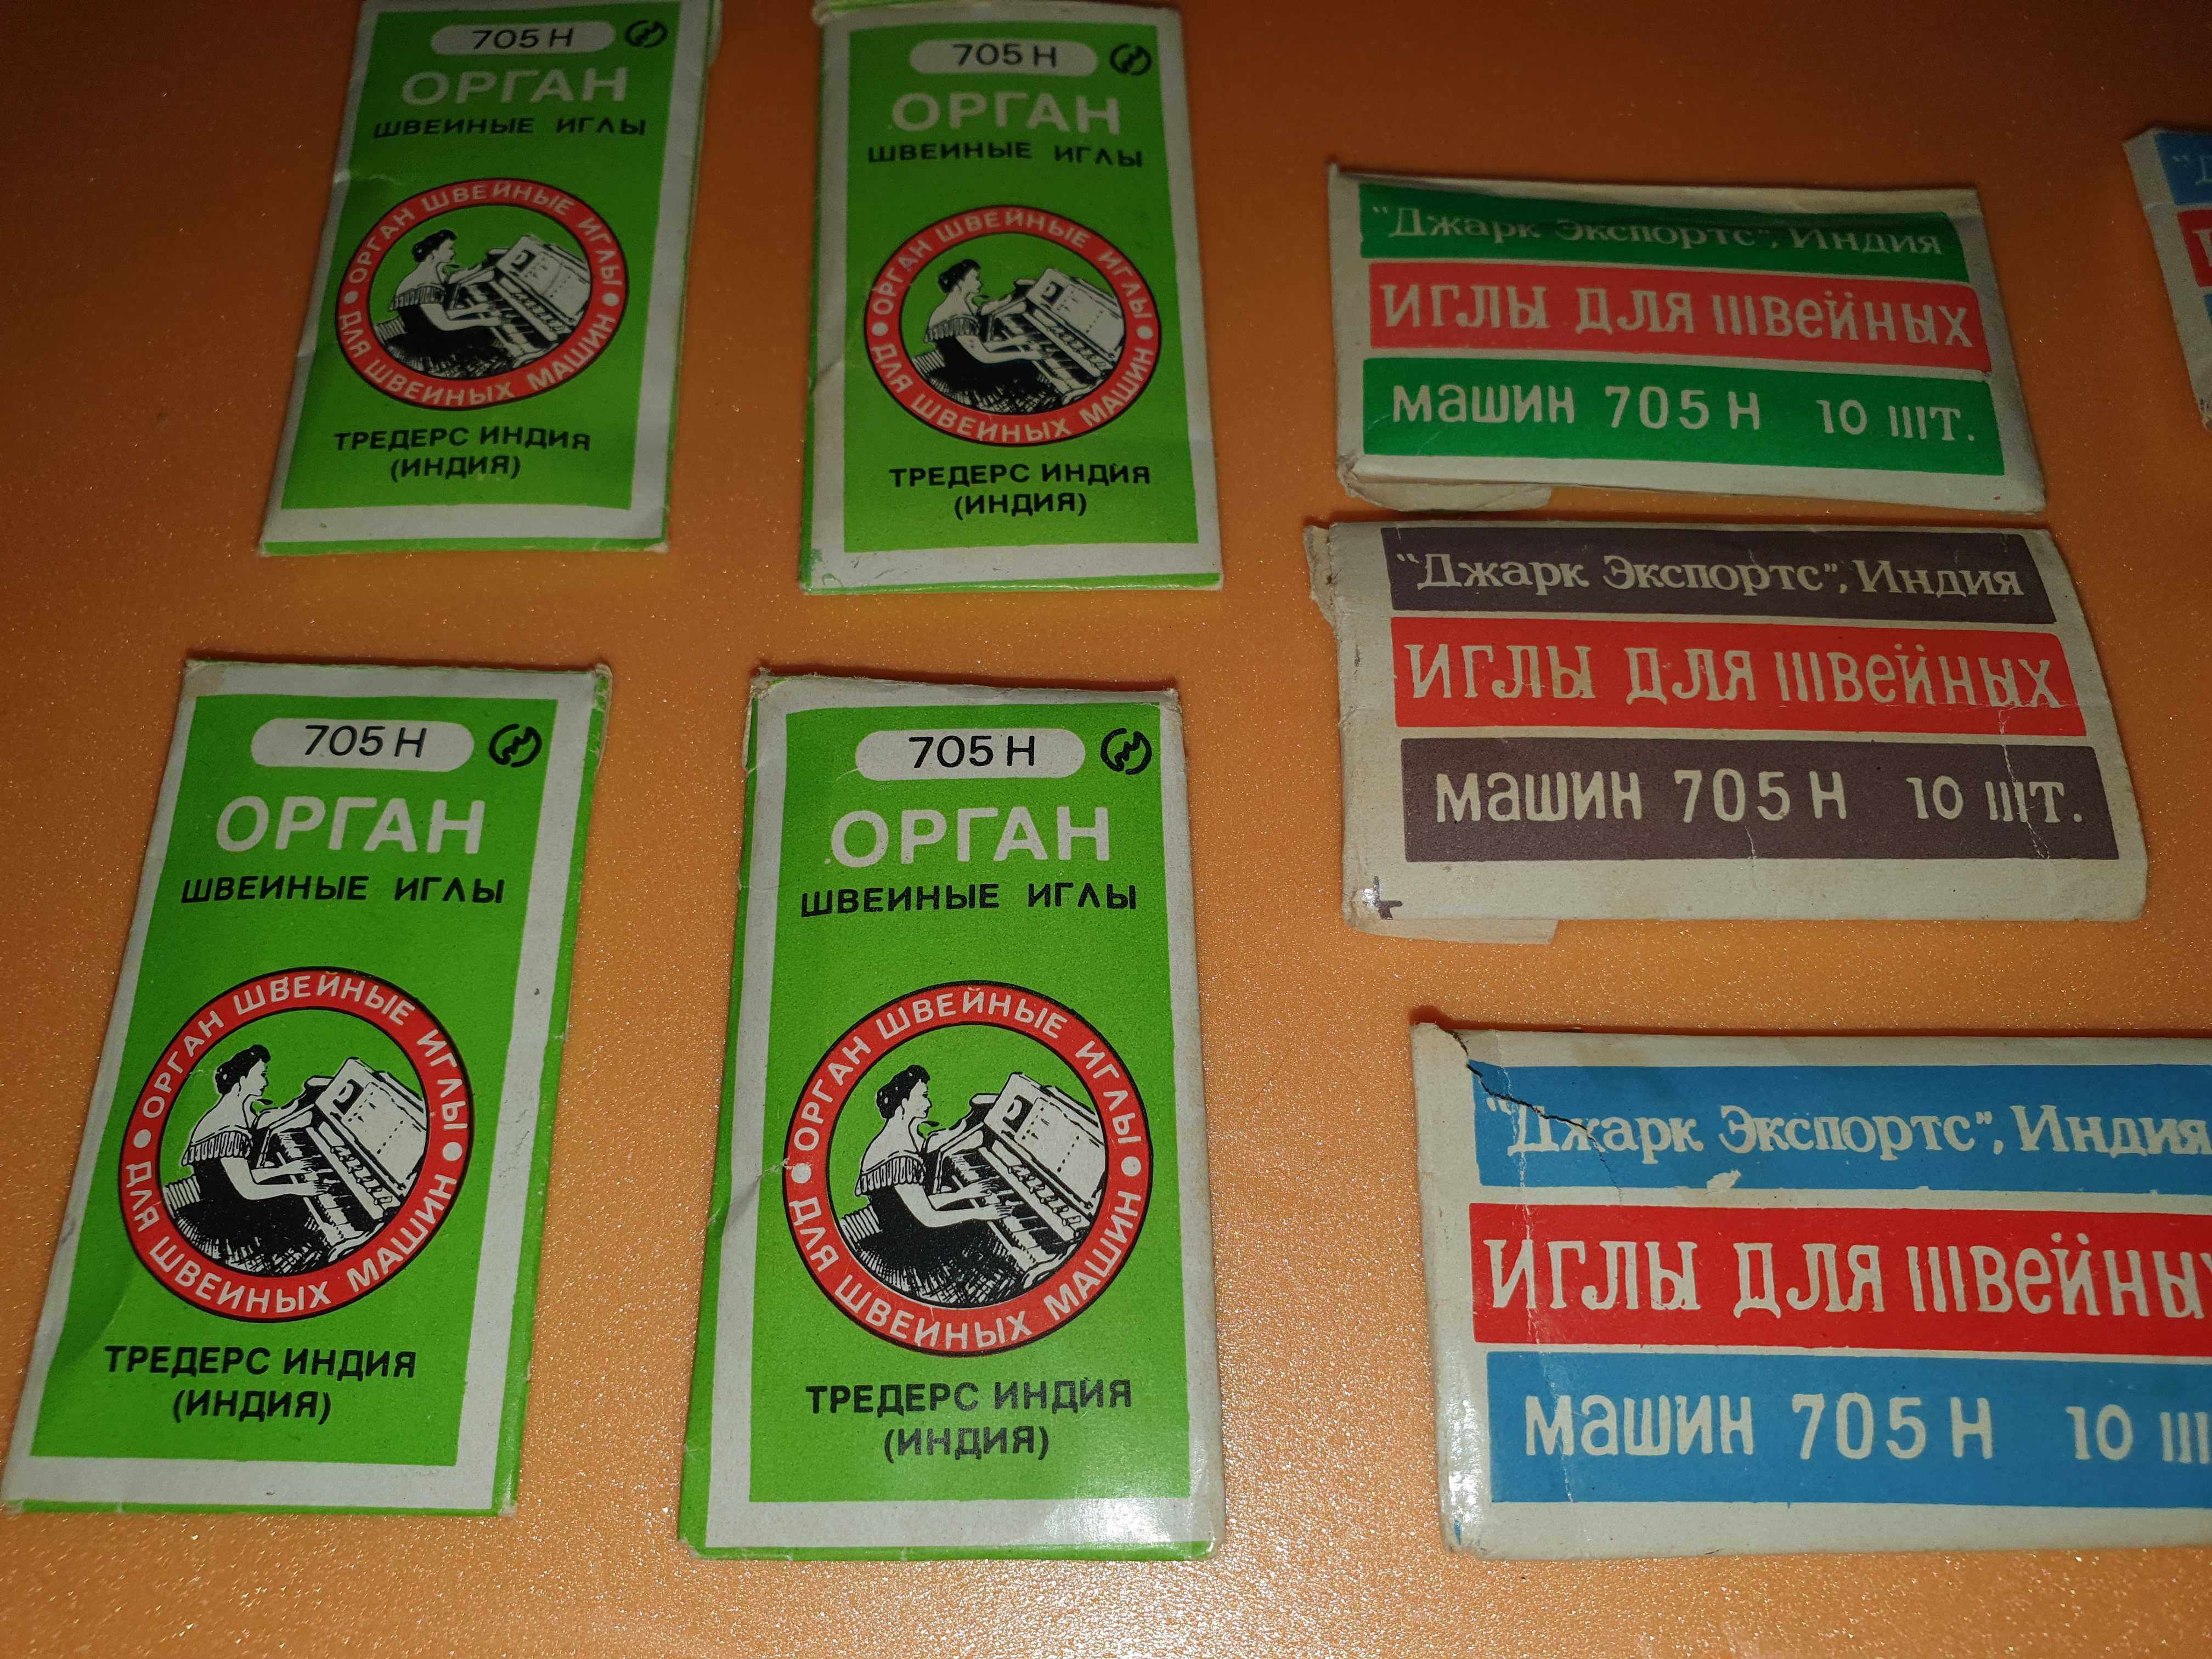 705 Н
ОРГАН
ШВЕИНЫЕ ИГЛЫ
ОРГАН ШВЕЙНЫЕ ИГЛЫ
ДЛЯ ШВЕИНЫХ МАШИН
ТРЕДЕРС ИНДИЯ
(ИНДИЯ)
705 Н
ОРГАН
ШВЕИНЫЕ ИГЛЫ
ОРГАН ШВЕЙНЫЕ ИГЛЫ
ДЛЯ ШВЕИНЫХ МАШИН
ТРЕДЕРС ИНДИЯ
(ИНДИЯ)
"Джарк Экспортс", Индия
ИГЛЫ ДЛЯ ШВЕЙНЫХ
МАШИН 705 Н 10 ШТ.
"Джарк Экспортс", Индия
ИГЛЫ ДЛЯ ШВЕЙНЫХ
МАШИН 705 Н 10 ШТ.
705 Н
ОРГАН
ШВЕИНЫЕ ИГЛЫ
ОРГАН ШВЕЙНЫЕ ИГЛЫ
ДЛЯ ШВЕИНЫХ МАШИН
ТРЕДЕРС ИНДИЯ
(ИНДИЯ)
705 Н
ОРГАН
ШВЕИНЫЕ ИГЛЫ
ОРГАН ШВЕЙНЫЕ ИГЛЫ
ДЛЯ ШВЕИНЫХ МАШИН
ТРЕДЕРС ИНДИЯ
(ИНДИЯ)
"Джарк Экспортс", Индия
ИГЛЫ ДЛЯ ШВЕЙНЫХ
МАШИН 705 Н 10